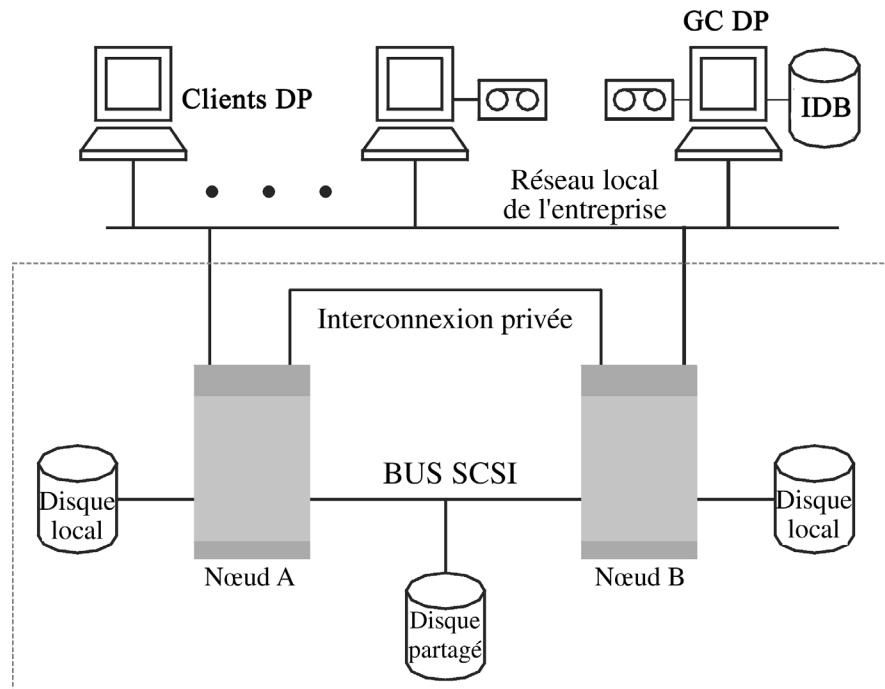 GC DP
Clients DP
IDB
Réseau local
de l'entreprise
Interconnexion privée
BUS SCSI
Disque
local
Disque
local
Nœud A
Nœud B
Disque
partagé